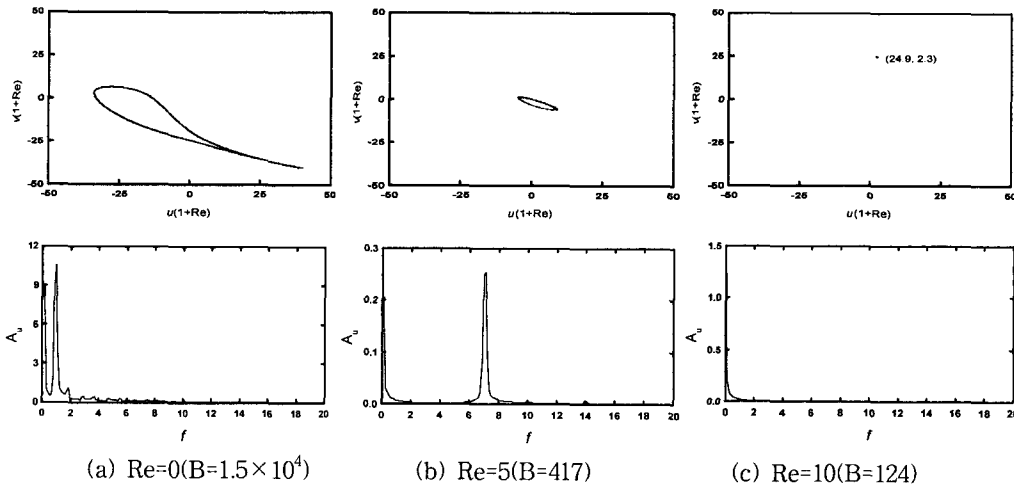 50
25
0
-25
-50
v(1+Re)
-50 -25 0 25 50
u(1+Re)
50
25
0
-25
-50
v(1+Re)
-50 -25 0 25 50
u(1+Re)
50
25
0
-25
-50
v(1+Re)
(24.9, 2.3)
-50 -25 0 25 50
u(1+Re)
12
9
6
3
0
A_u
0 2 4 6 8 10 12 14 16 18 20
f
0.3
0.2
0.1
0.0
A_u
0 2 4 6 8 10 12 14 16 18 20
f
1.5
1.0
0.5
0.0
A_u
0 2 4 6 8 10 12 14 16 18 20
f
(a) Re=0(B=1.5×10⁴)
(b) Re=5(B=417)
(c) Re=10(B=124)